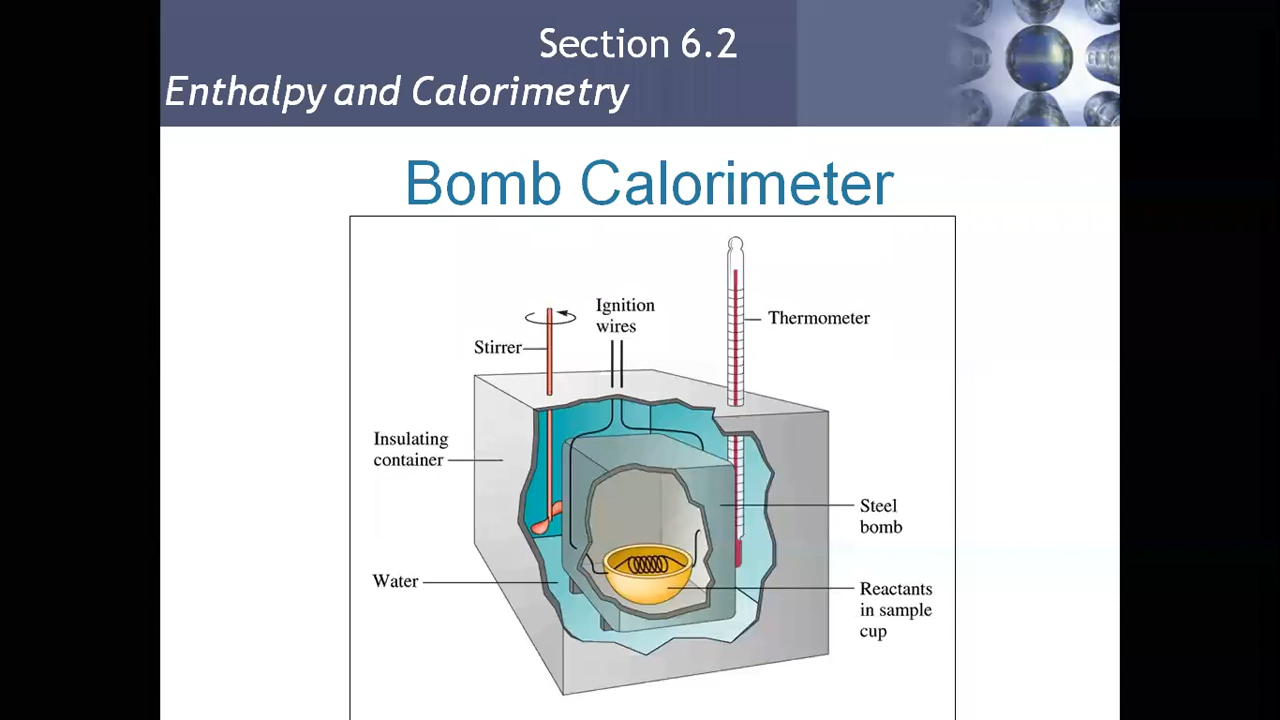 Section 6.2
Enthalpy and Calorimetry
Bomb Calorimeter
Ignition
wires
Thermometer
Stirrer
Insulating
container
Steel
bomb
Water
Reactants
in sample
cup